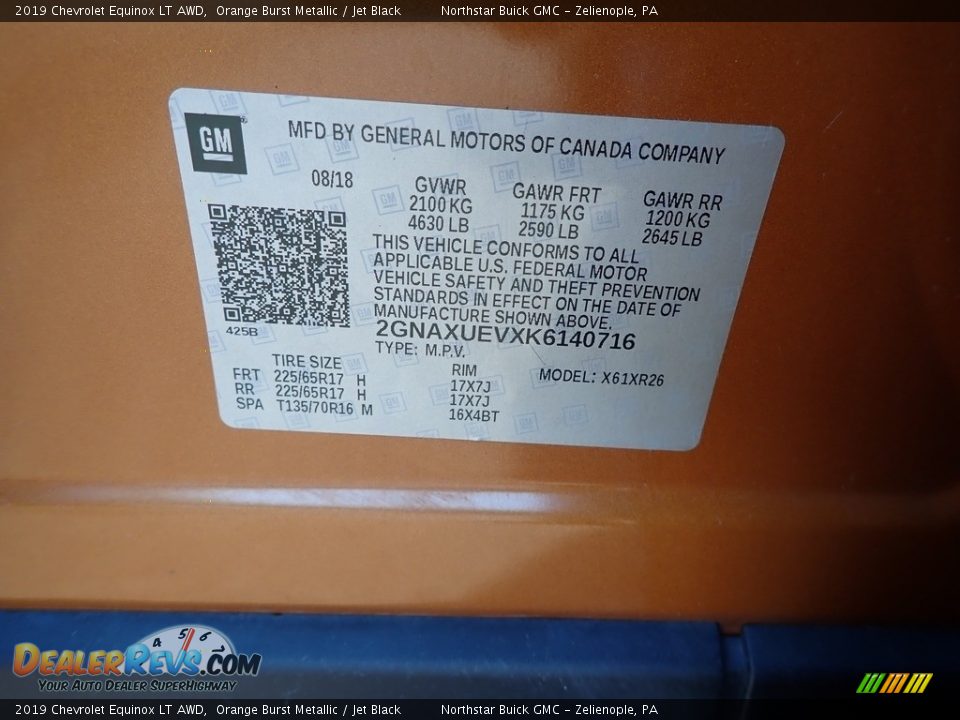 2019 Chevrolet Equinox LT AWD, Orange Burst Metallic / Jet Black Northstar Buick GMC - Zelienople, PA
GM ®
MFD BY GENERAL MOTORS OF CANADA COMPANY
08/18 GVWR GAWR FRT GAWR RR
2100 KG 1175 KG 1200 KG
4630 LB 2590 LB 2645 LB
THIS VEHICLE CONFORMS TO ALL
APPLICABLE U.S. FEDERAL MOTOR
VEHICLE SAFETY AND THEFT PREVENTION
STANDARDS IN EFFECT ON THE DATE OF
MANUFACTURE SHOWN ABOVE.
425B 2GNAXUEVXK6140716
TYPE: M.P.V.
TIRE SIZE RIM MODEL: X61XR26
FRT 225/65R17 H 17X7J
RR 225/65R17 H 17X7J
SPA T135/70R16 M 16X4BT
4 5 6
DEALERREVS.COM
YOUR AUTO DEALER SUPERHIGHWAY
2019 Chevrolet Equinox LT AWD, Orange Burst Metallic / Jet Black Northstar Buick GMC - Zelienople, PA